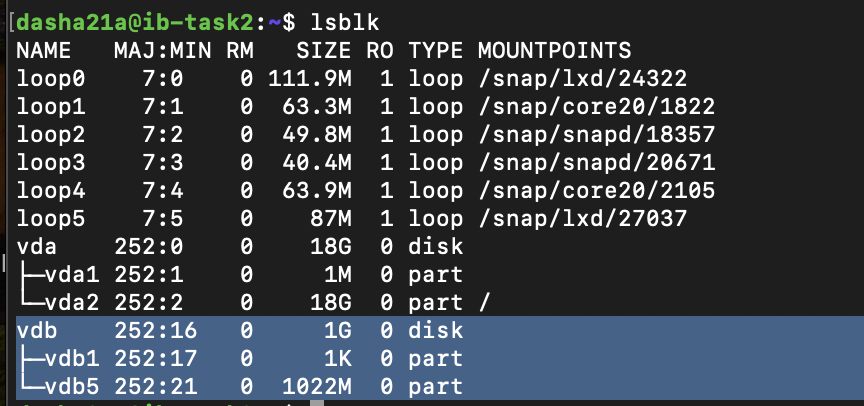 [dasha21a@ib-task2:~$ lsblk
NAME   MAJ:MIN RM   SIZE RO TYPE MOUNTPOINTS
loop0    7:0    0 111.9M  1 loop /snap/lxd/24322
loop1    7:1    0  63.3M  1 loop /snap/core20/1822
loop2    7:2    0  49.8M  1 loop /snap/snapd/18357
loop3    7:3    0  40.4M  1 loop /snap/snapd/20671
loop4    7:4    0  63.9M  1 loop /snap/core20/2105
loop5    7:5    0    87M  1 loop /snap/lxd/27037
vda    252:0    0    18G  0 disk
├─vda1 252:1    0     1M  0 part
└─vda2 252:2    0    18G  0 part /
vdb    252:16   0     1G  0 disk
├─vdb1 252:17   0     1K  0 part
└─vdb5 252:21   0  1022M  0 part